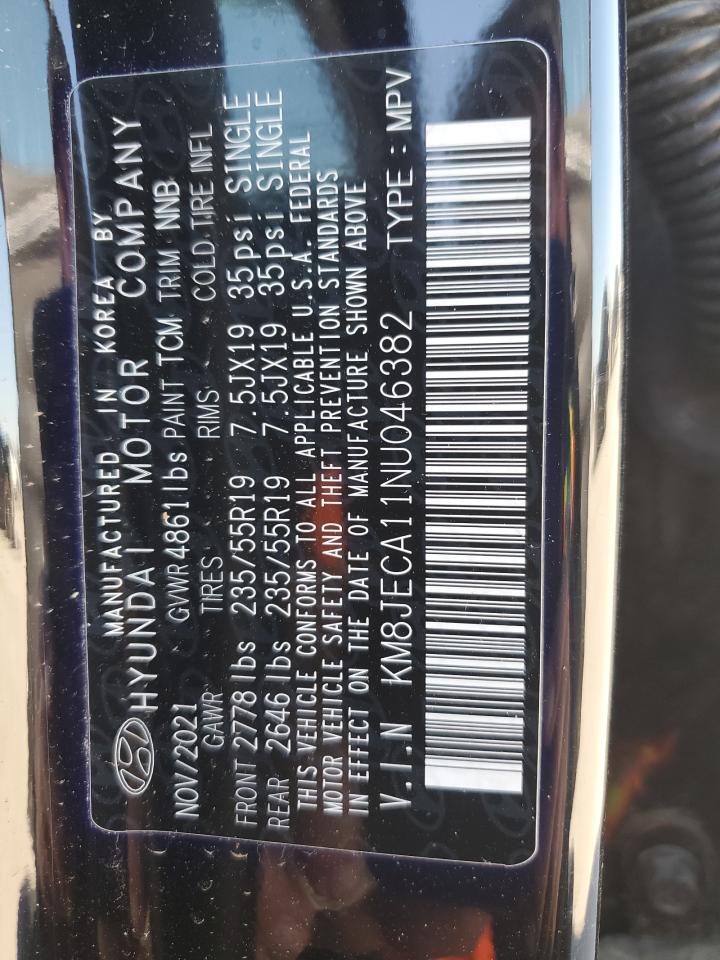 MANUFACTURED IN KOREA BY
HYUNDAI MOTOR COMPANY
NOV/2021 GVWR4861lbs PAINT TCM TRIM NNB
GAWR TIRES RIMS COLD TIRE INFL
FRONT 2778 lbs 235/55R19 7.5JX19 35psi SINGLE
REAR 2646 lbs 235/55R19 7.5JX19 35psi SINGLE
THIS VEHICLE CONFORMS TO ALL APPLICABLE U.S.A. FEDERAL
MOTOR VEHICLE SAFETY AND THEFT PREVENTION STANDARDS
IN EFFECT ON THE DATE OF MANUFACTURE SHOWN ABOVE
V.I.N KM8JECA11NU046382 TYPE : MPV